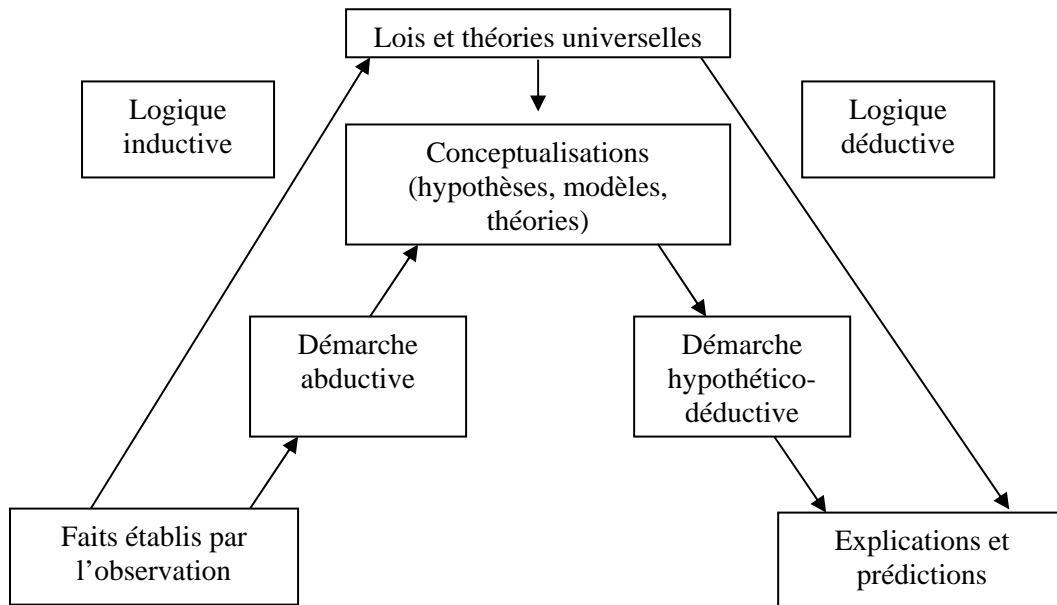 Lois et théories universelles
Logique
inductive
Logique
déductive
Conceptualisations
(hypothèses, modèles,
théories)
Démarche
abductive
Démarche
hypothético-
déductive
Faits établis par
l’observation
Explications et
prédictions